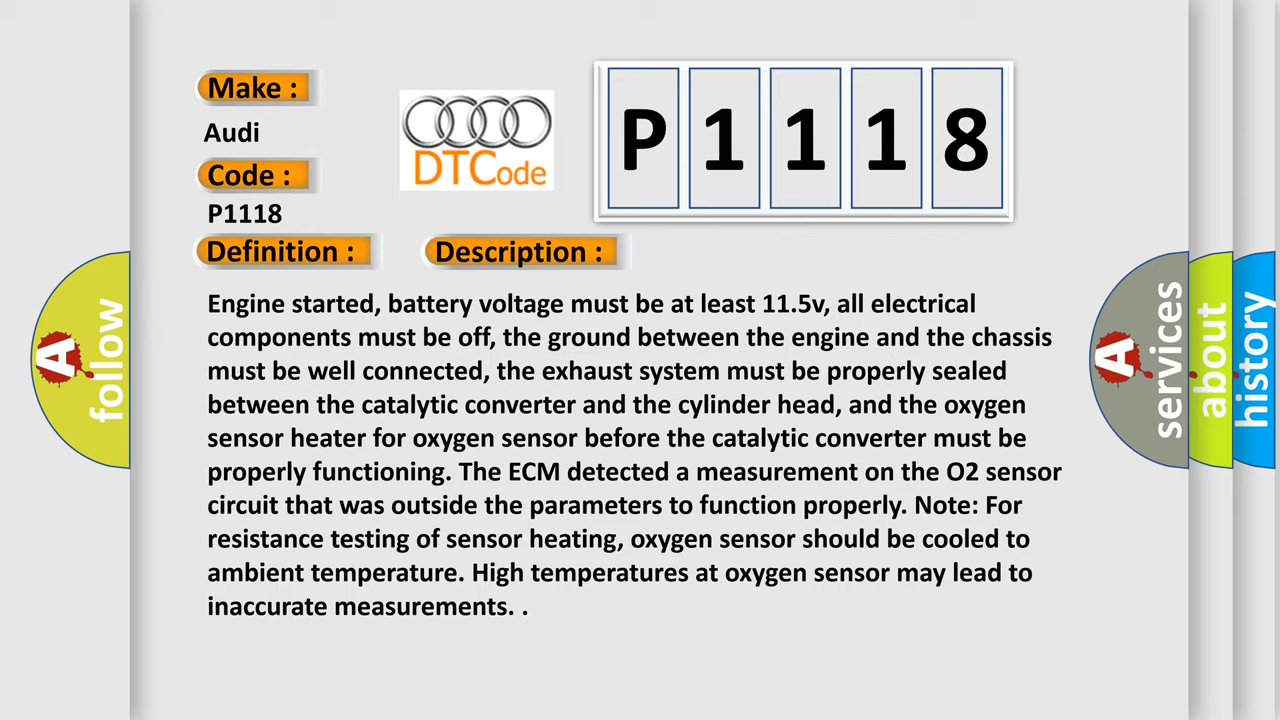 Make :
Audi
Code :
P1118
Definition :
Description :
DTCode
P1118
Engine started, battery voltage must be at least 11.5v, all electrical
components must be off, the ground between the engine and the chassis
must be well connected, the exhaust system must be properly sealed
between the catalytic converter and the cylinder head, and the oxygen
sensor heater for oxygen sensor before the catalytic converter must be
properly functioning. The ECM detected a measurement on the O2 sensor
circuit that was outside the parameters to function properly. Note: For
resistance testing of sensor heating, oxygen sensor should be cooled to
ambient temperature. High temperatures at oxygen sensor may lead to
inaccurate measurements. .
A
follow
A
services
about
history